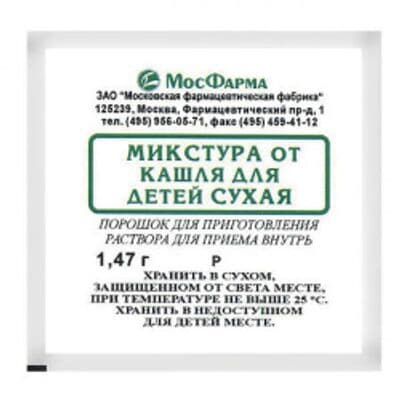 МосФарма
ЗАО "Московская фармацевтическая фабрика"
125239, Москва, Фармацевтический пр-д, 1
тел. (495) 956-05-71, факс (495) 459-41-12
МИКСТУРА ОТ
КАШЛЯ ДЛЯ
ДЕТЕЙ СУХАЯ
ПОРОШОК ДЛЯ ПРИГОТОВЛЕНИЯ
РАСТВОРА ДЛЯ ПРИЕМА ВНУТРЬ
1,47 г Р
ХРАНИТЬ В СУХОМ,
ЗАЩИЩЕННОМ ОТ СВЕТА МЕСТЕ,
ПРИ ТЕМПЕРАТУРЕ НЕ ВЫШЕ 25 °С.
ХРАНИТЬ В НЕДОСТУПНОМ
ДЛЯ ДЕТЕЙ МЕСТЕ.